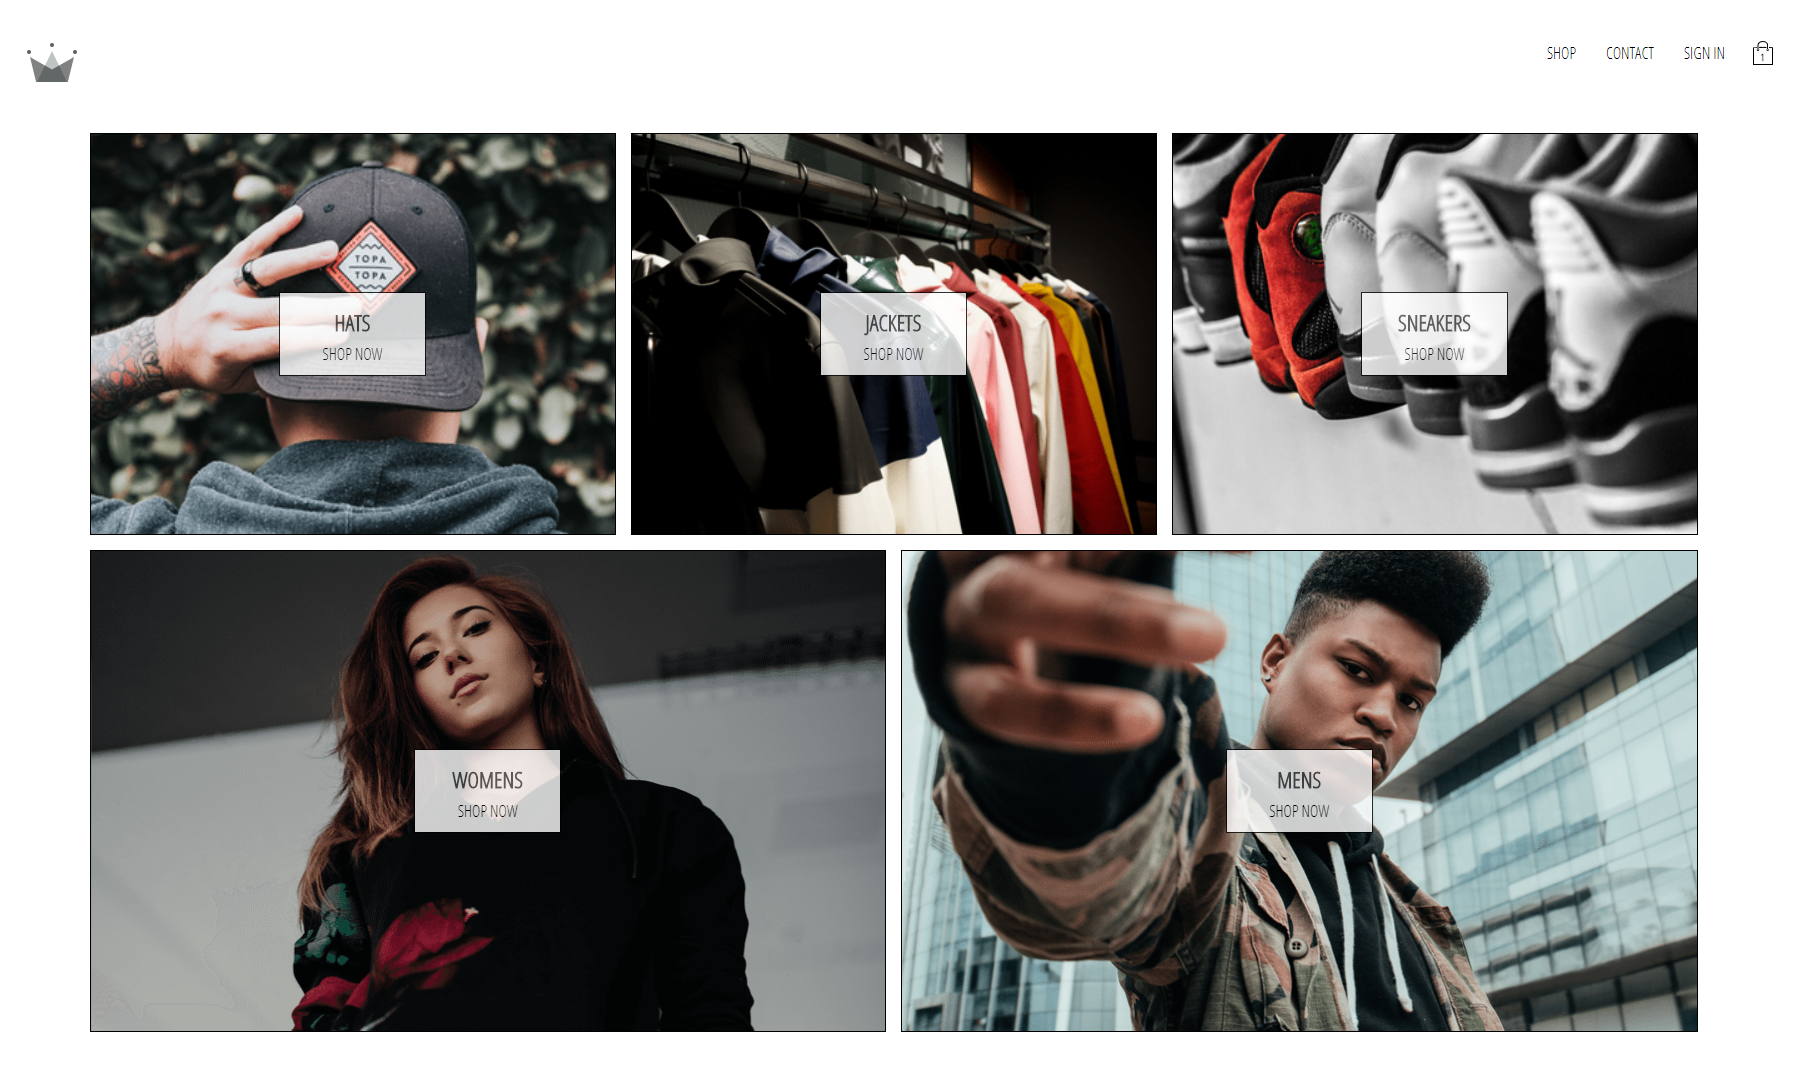 SHOP CONTACT SIGN IN 1
TOPA
TOPA
HATS
SHOP NOW
JACKETS
SHOP NOW
SNEAKERS
SHOP NOW
WOMENS
SHOP NOW
MENS
SHOP NOW